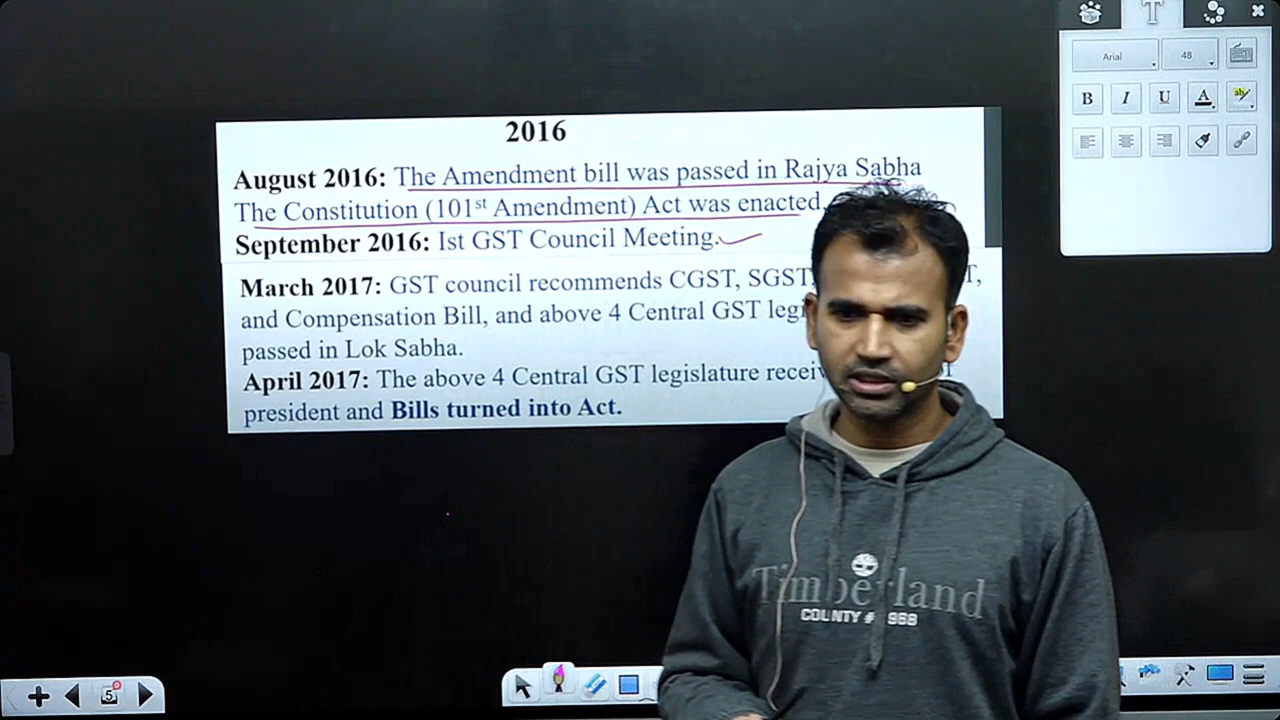 Arial
48
B I U A ab
2016
August 2016: The Amendment bill was passed in Rajya Sabha
The Constitution (101st Amendment) Act was enacted.
September 2016: Ist GST Council Meeting.
March 2017: GST council recommends CGST, SGST, T,
and Compensation Bill, and above 4 Central GST
passed in Lok Sabha.
April 2017: The above 4 Central GST legislature
president and Bills turned into Act.
Timberland
COUNTY #
5